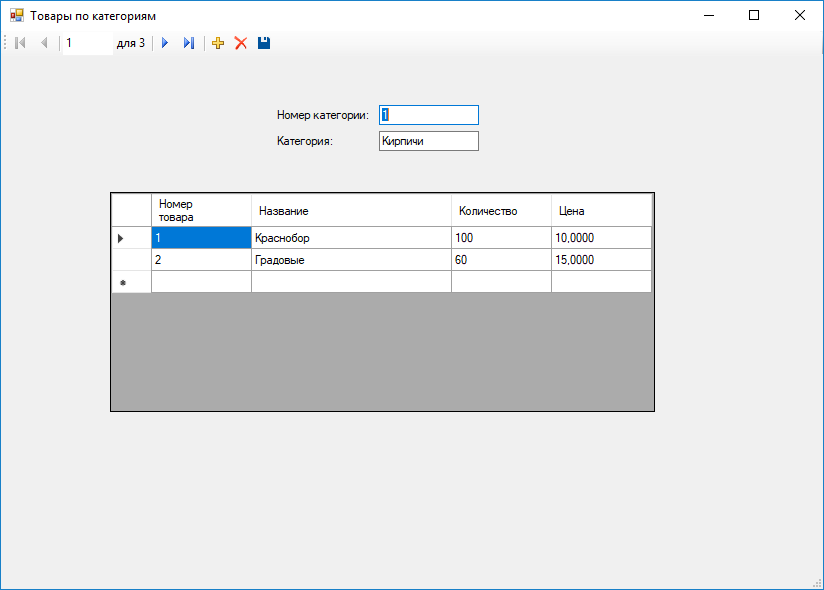 Товары по категориям
1 для 3
Номер категории: 1
Категория: Кирпичи
Номер товара Название Количество Цена
1 Краснобор 100 10,0000
2 Градовые 60 15,0000